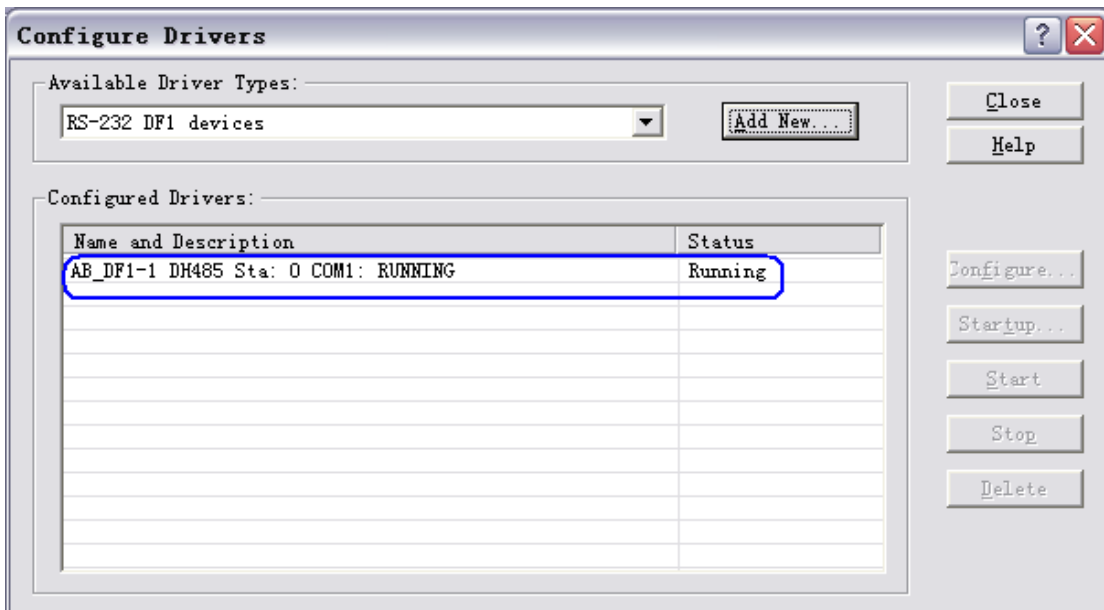 Configure Drivers
?
Available Driver Types:
RS-232 DF1 devices
Add New...
Close
Help
Configured Drivers:
Name and Description Status
AB_DF1-1 DH485 Sta: 0 COM1: RUNNING Running
Configure...
Startup...
Start
Stop
Delete